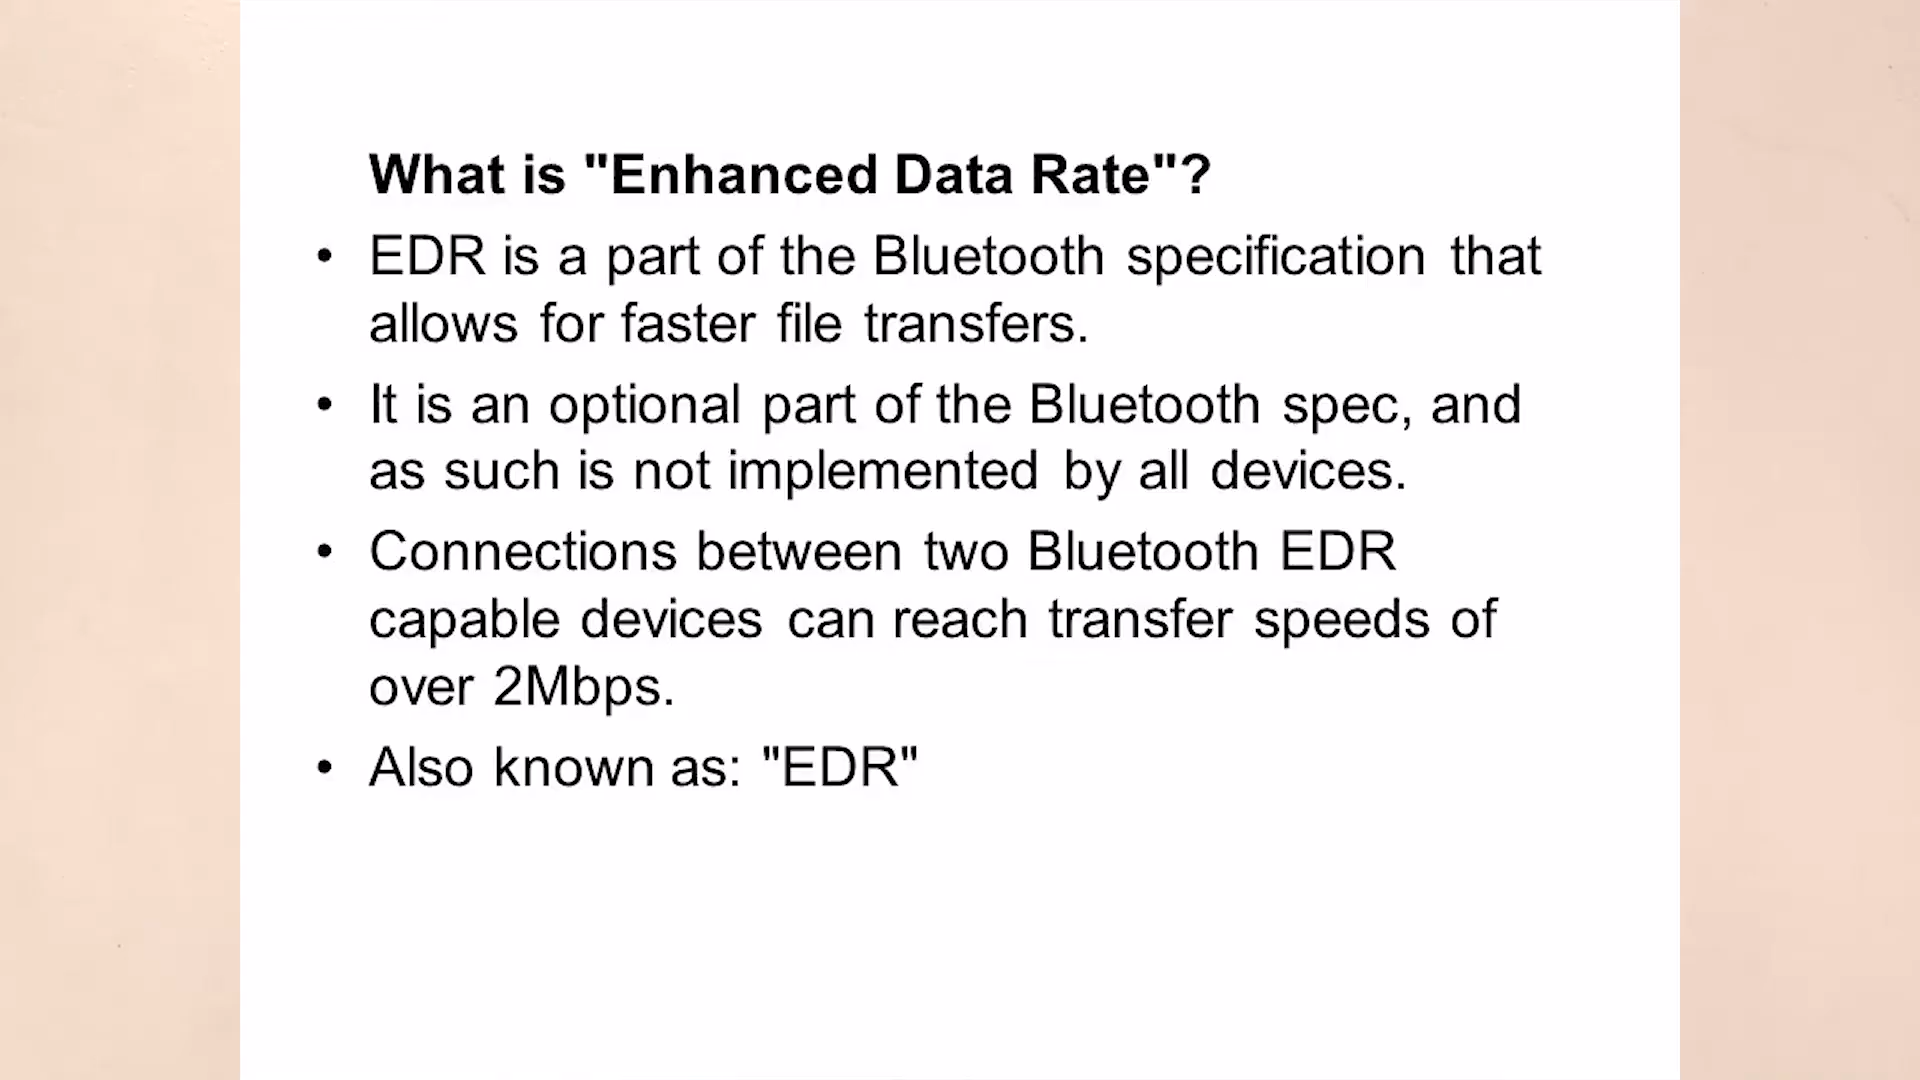 What is "Enhanced Data Rate"?
• EDR is a part of the Bluetooth specification that
allows for faster file transfers.
• It is an optional part of the Bluetooth spec, and
as such is not implemented by all devices.
• Connections between two Bluetooth EDR
capable devices can reach transfer speeds of
over 2Mbps.
• Also known as: "EDR"